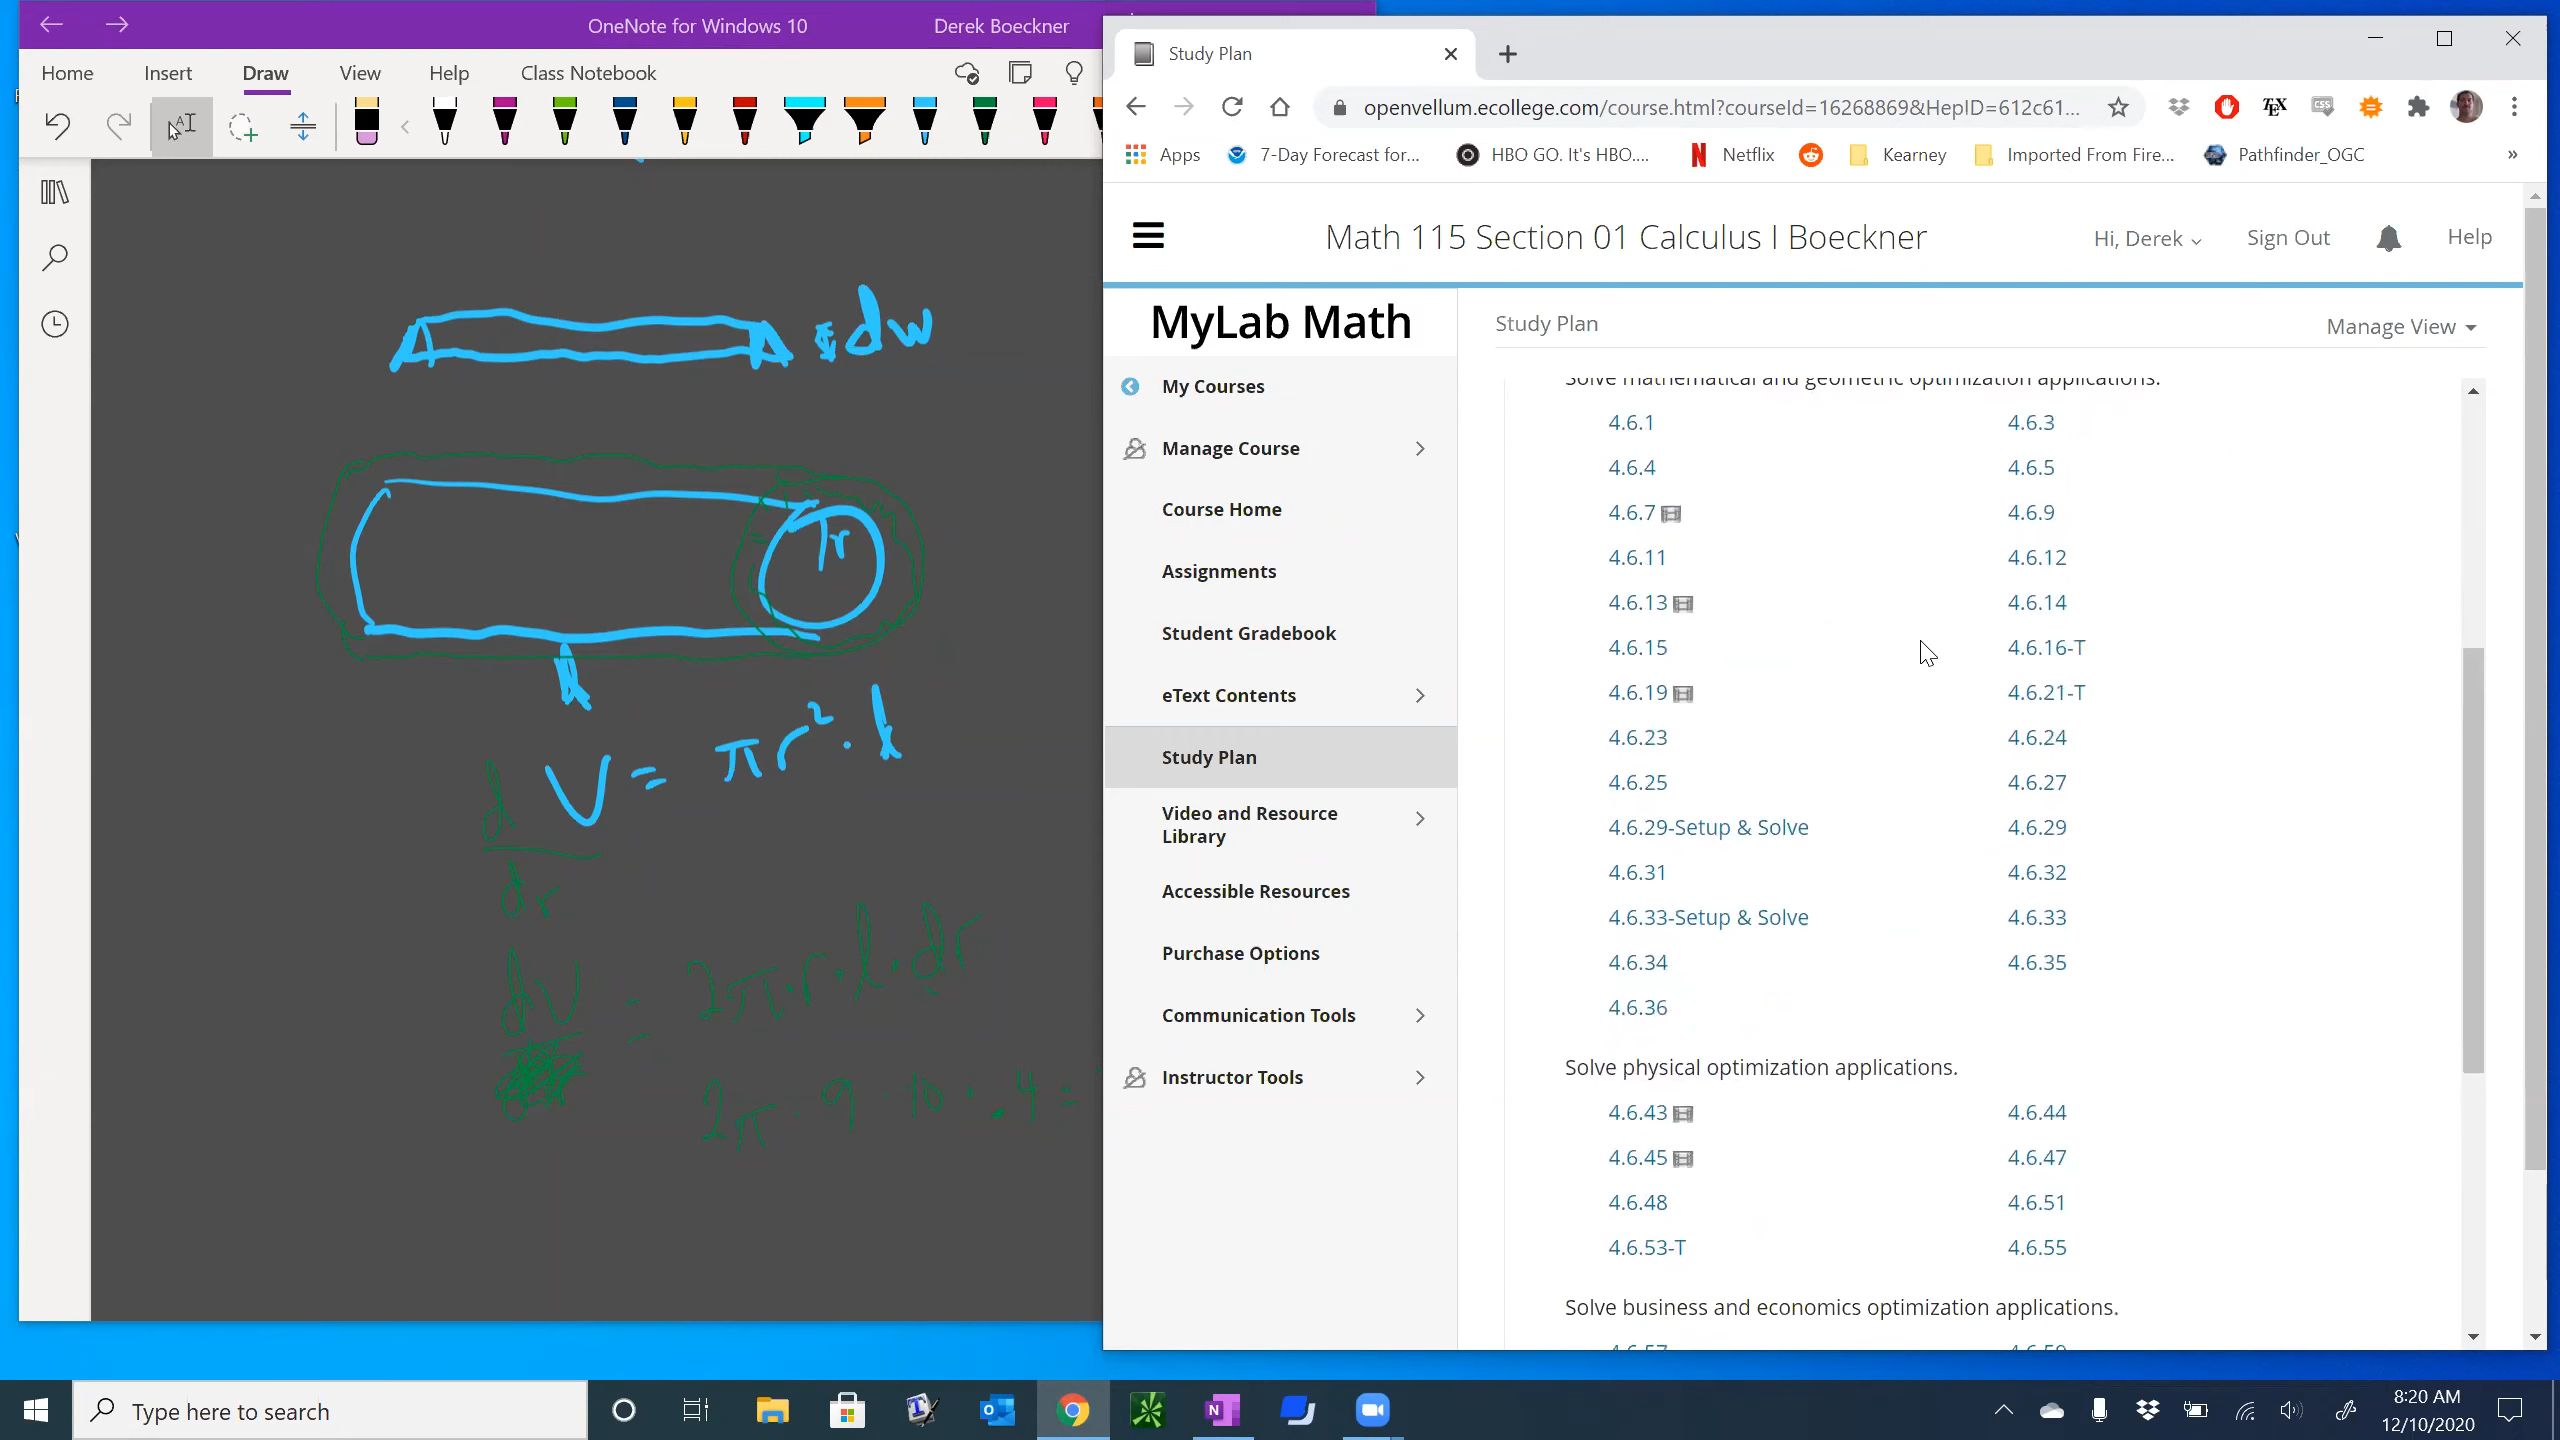 OneNote for Windows 10
Derek Boeckner
Home
Insert
Draw
View
Help
Class Notebook
dw
r
l
V = πr² · l
d
dr
dV = 2π · r · l · dr
2π · 9 · 10 · .4 =
Study Plan
openvellum.ecollege.com/course.html?courseId=16268869&HepID=612c61...
Apps
7-Day Forecast for...
HBO GO. It's HBO....
Netflix
Kearney
Imported From Fire...
Pathfinder_OGC
»
Math 115 Section 01 Calculus I Boeckner
Hi, Derek
Sign Out
Help
MyLab Math
My Courses
Manage Course
Course Home
Assignments
Student Gradebook
eText Contents
Study Plan
Video and Resource
Library
Accessible Resources
Purchase Options
Communication Tools
Instructor Tools
Study Plan
Manage View
Solve mathematical and geometric optimization applications.
4.6.1 4.6.3
4.6.4 4.6.5
4.6.7 4.6.9
4.6.11 4.6.12
4.6.13 4.6.14
4.6.15 4.6.16-T
4.6.19 4.6.21-T
4.6.23 4.6.24
4.6.25 4.6.27
4.6.29-Setup & Solve 4.6.29
4.6.31 4.6.32
4.6.33-Setup & Solve 4.6.33
4.6.34 4.6.35
4.6.36
Solve physical optimization applications.
4.6.43 4.6.44
4.6.45 4.6.47
4.6.48 4.6.51
4.6.53-T 4.6.55
Solve business and economics optimization applications.
Type here to search
8:20 AM
12/10/2020